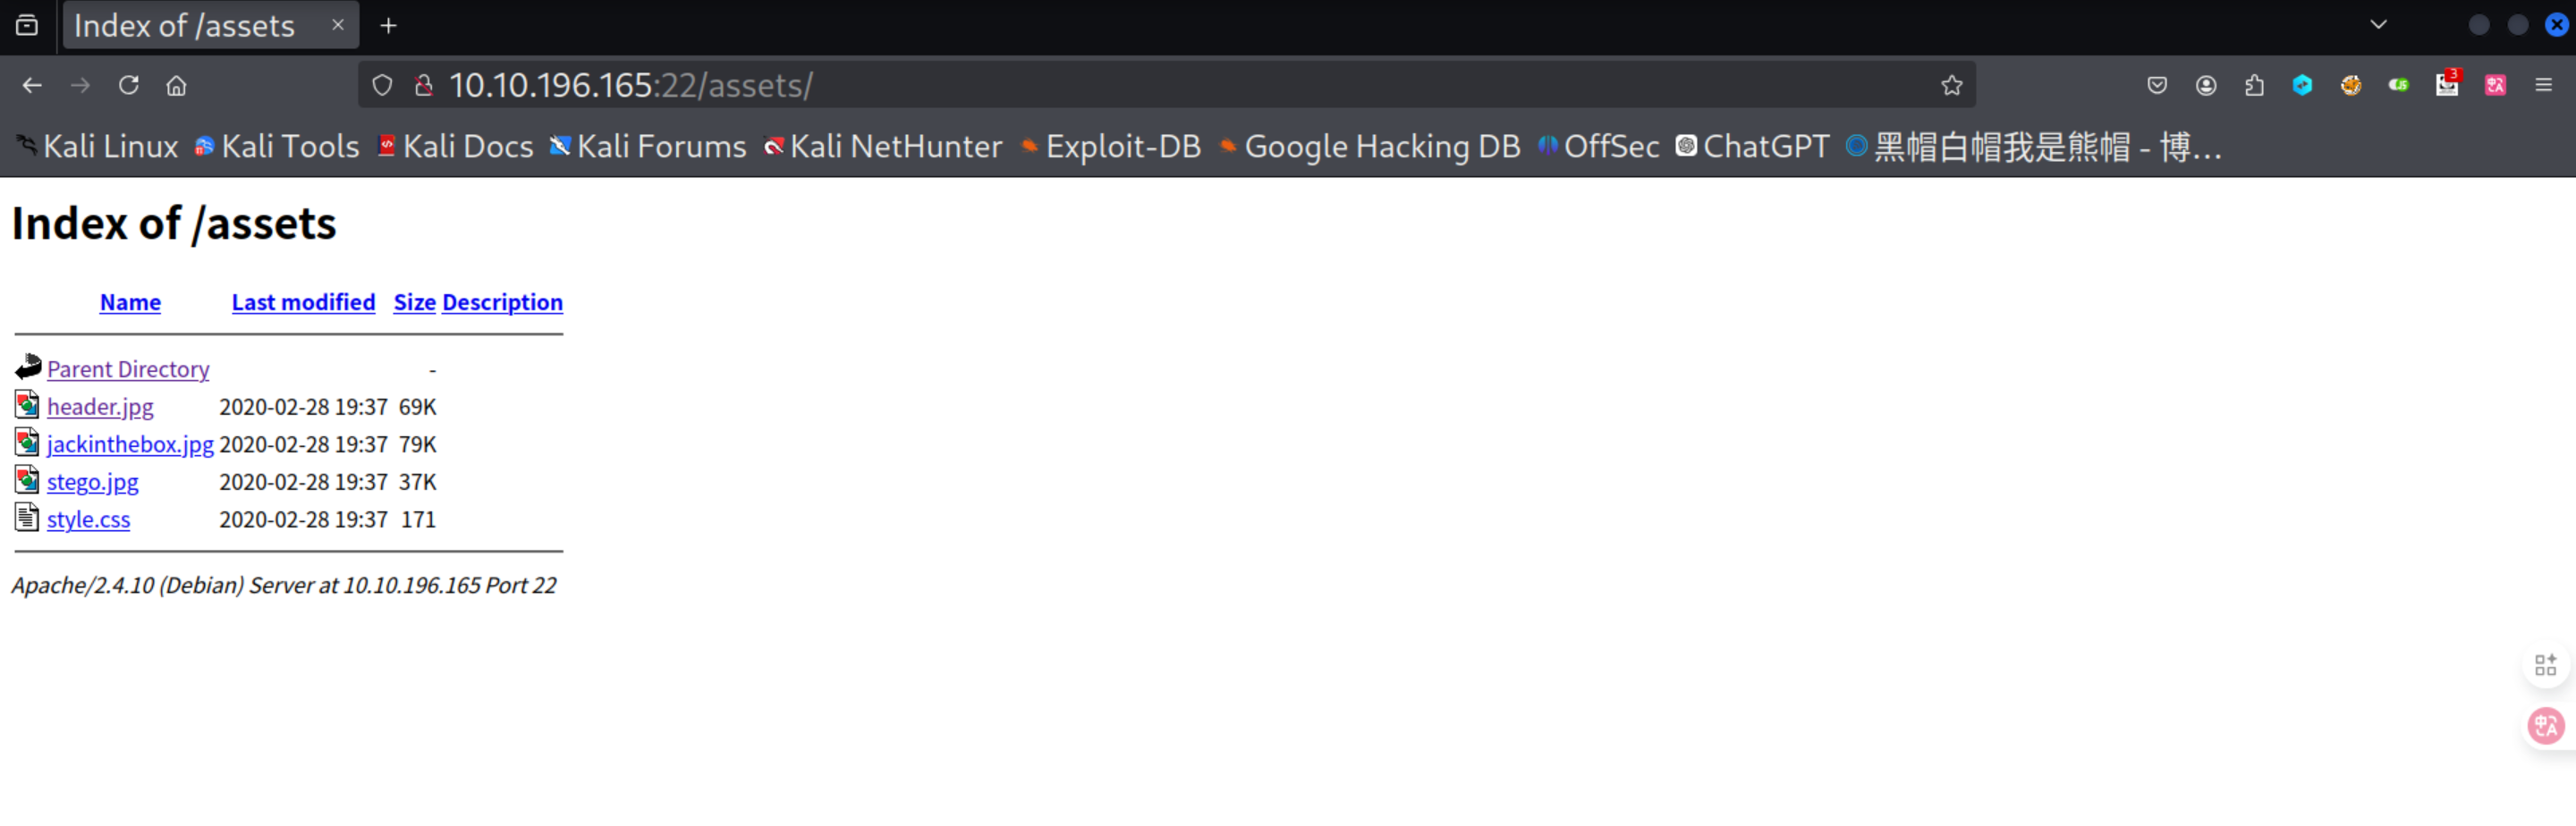 Index of /assets
10.10.196.165:22/assets/
3
Kali Linux Kali Tools Kali Docs Kali Forums Kali NetHunter Exploit-DB Google Hacking DB OffSec ChatGPT 黑帽白帽我是熊帽 - 博…
Index of /assets
Name Last modified Size Description
Parent Directory -
header.jpg 2020-02-28 19:37 69K
jackinthebox.jpg 2020-02-28 19:37 79K
stego.jpg 2020-02-28 19:37 37K
style.css 2020-02-28 19:37 171
Apache/2.4.10 (Debian) Server at 10.10.196.165 Port 22